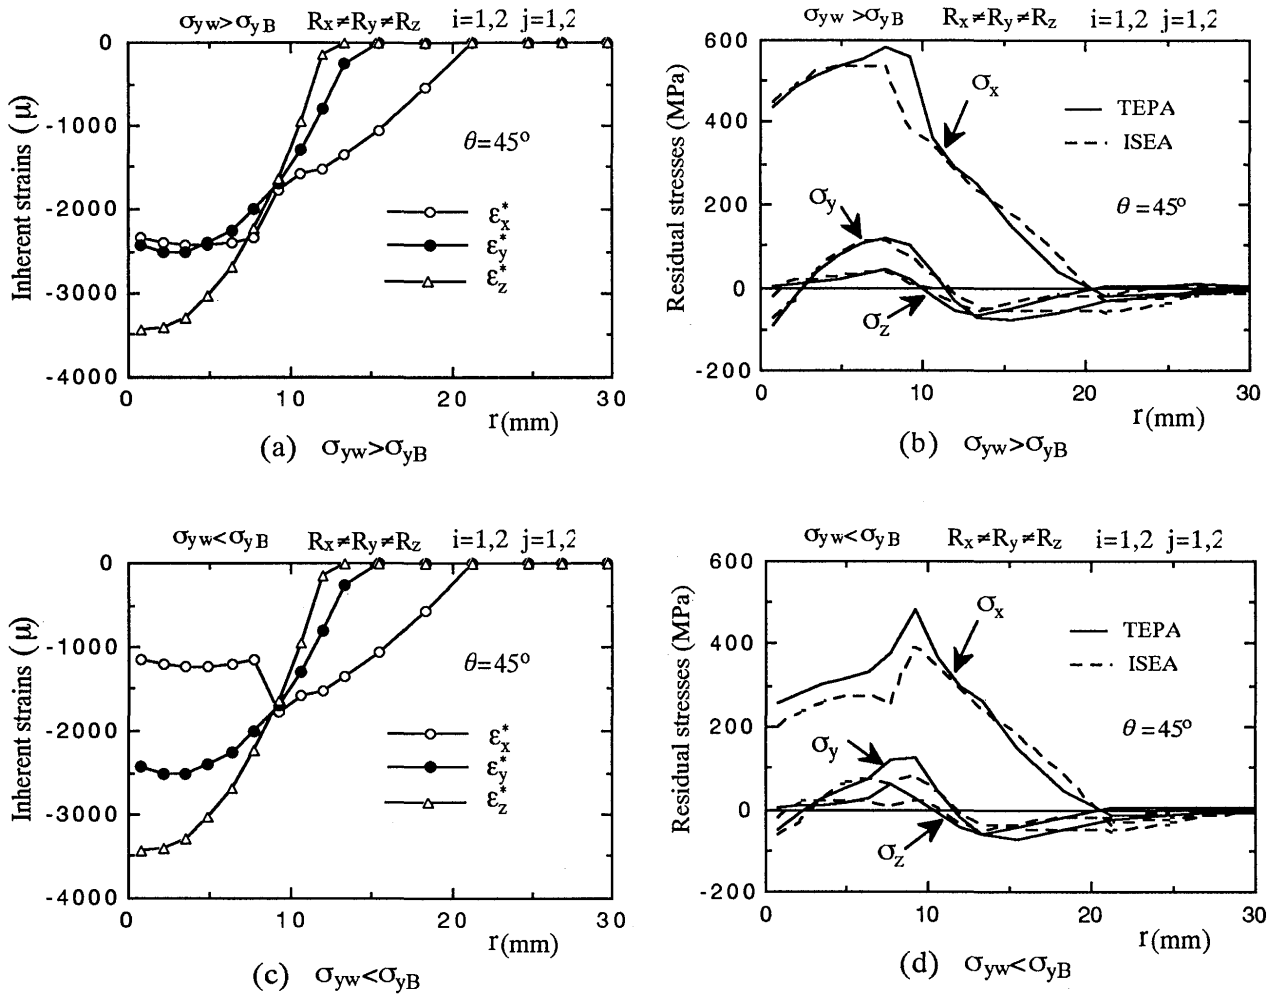 σyw>σyB Rx≠Ry≠Rz i=1,2 j=1,2
0
-1000
-2000
-3000
-4000
Inherent strains (μ)
θ=45°
εx*
εy*
εz*
0 10 20 30
r(mm)
(a) σyw>σyB
σyw >σyB Rx≠Ry≠Rz i=1,2 j=1,2
600
400
200
0
-200
Residual stresses (MPa)
σx
TEPA
ISEA
σy
θ=45°
σz
0 10 20 30
r(mm)
(b) σyw>σyB
σyw<σyB Rx≠Ry≠Rz i=1,2 j=1,2
0
-1000
-2000
-3000
-4000
Inherent strains (μ)
θ=45°
εx*
εy*
εz*
0 10 20 30
r(mm)
(c) σyw<σyB
σyw<σyB Rx≠Ry≠Rz i=1,2 j=1,2
600
400
200
0
-200
Residual stresses (MPa)
σx
TEPA
ISEA
σy
θ=45°
σz
0 10 20 30
r(mm)
(d) σyw<σyB